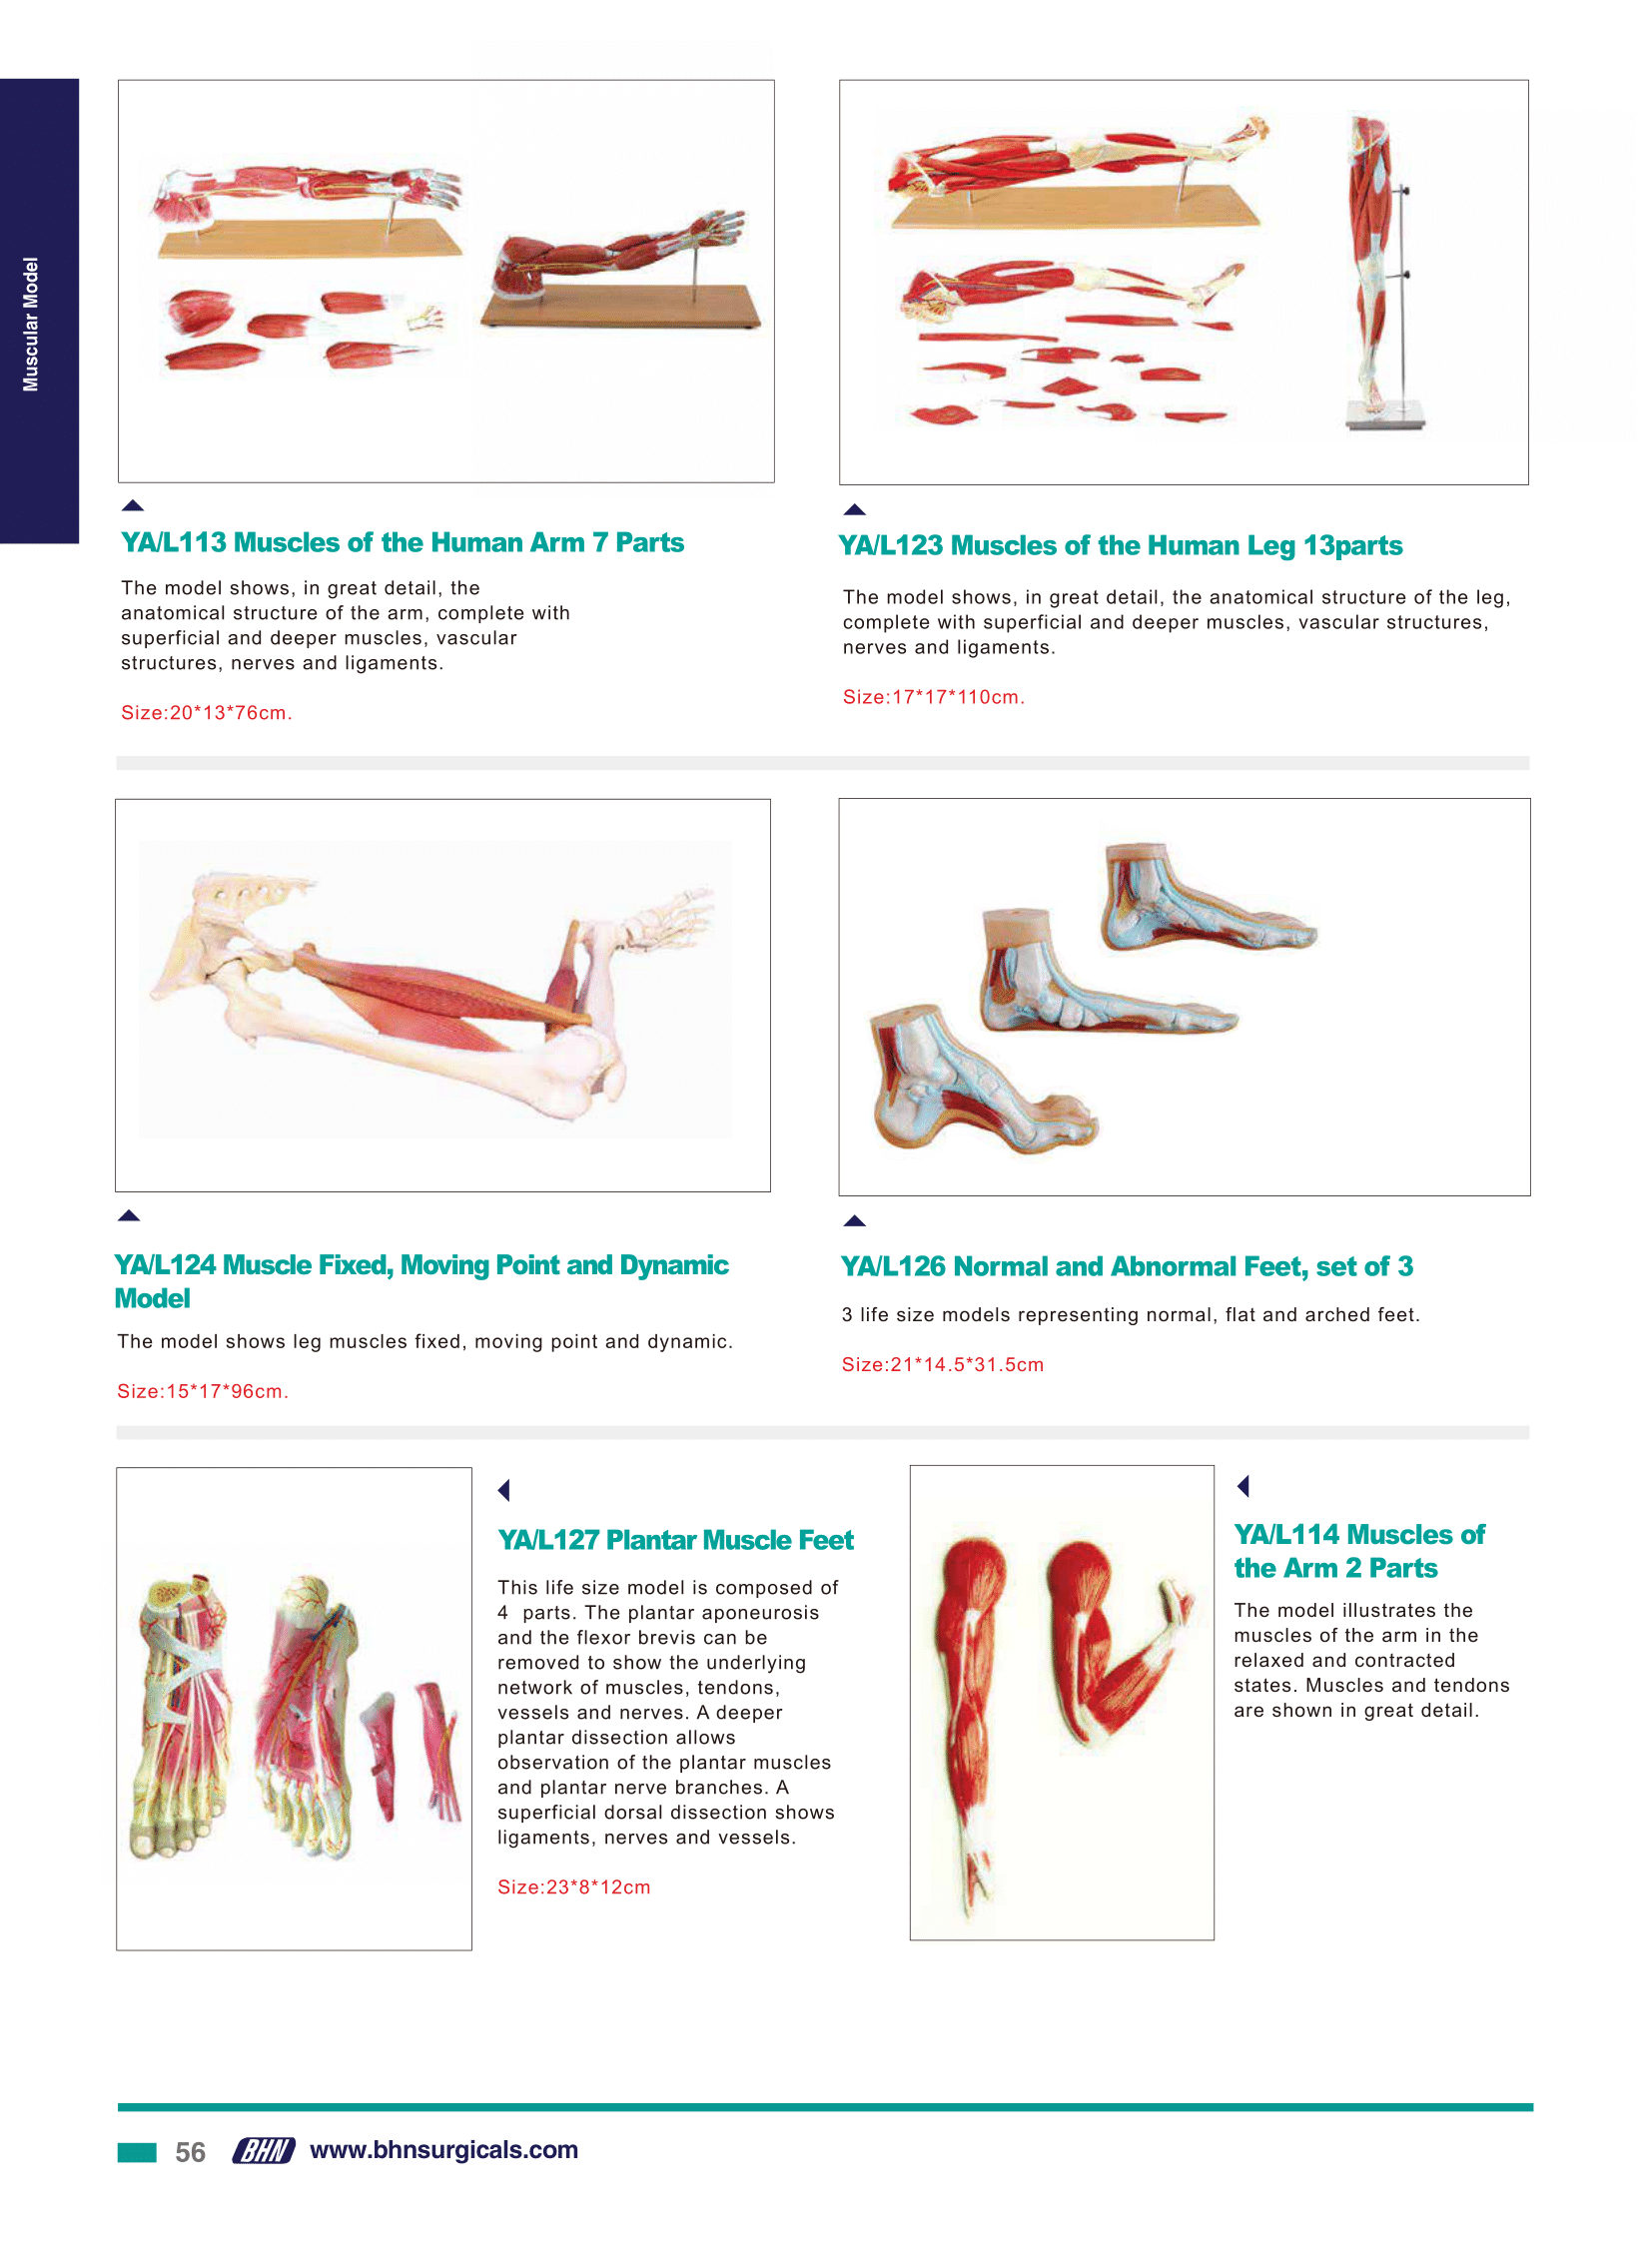 Muscular Model
YA/L113 Muscles of the Human Arm 7 Parts
The model shows, in great detail, the
anatomical structure of the arm, complete with
superficial and deeper muscles, vascular
structures, nerves and ligaments.
Size:20*13*76cm.
YA/L123 Muscles of the Human Leg 13parts
The model shows, in great detail, the anatomical structure of the leg,
complete with superficial and deeper muscles, vascular structures,
nerves and ligaments.
Size:17*17*110cm.
YA/L124 Muscle Fixed, Moving Point and Dynamic
Model
The model shows leg muscles fixed, moving point and dynamic.
Size:15*17*96cm.
YA/L126 Normal and Abnormal Feet, set of 3
3 life size models representing normal, flat and arched feet.
Size:21*14.5*31.5cm
YA/L127 Plantar Muscle Feet
This life size model is composed of
4  parts. The plantar aponeurosis
and the flexor brevis can be
removed to show the underlying
network of muscles, tendons,
vessels and nerves. A deeper
plantar dissection allows
observation of the plantar muscles
and plantar nerve branches. A
superficial dorsal dissection shows
ligaments, nerves and vessels.
Size:23*8*12cm
YA/L114 Muscles of
the Arm 2 Parts
The model illustrates the
muscles of the arm in the
relaxed and contracted
states. Muscles and tendons
are shown in great detail.
56 BHN www.bhnsurgicals.com